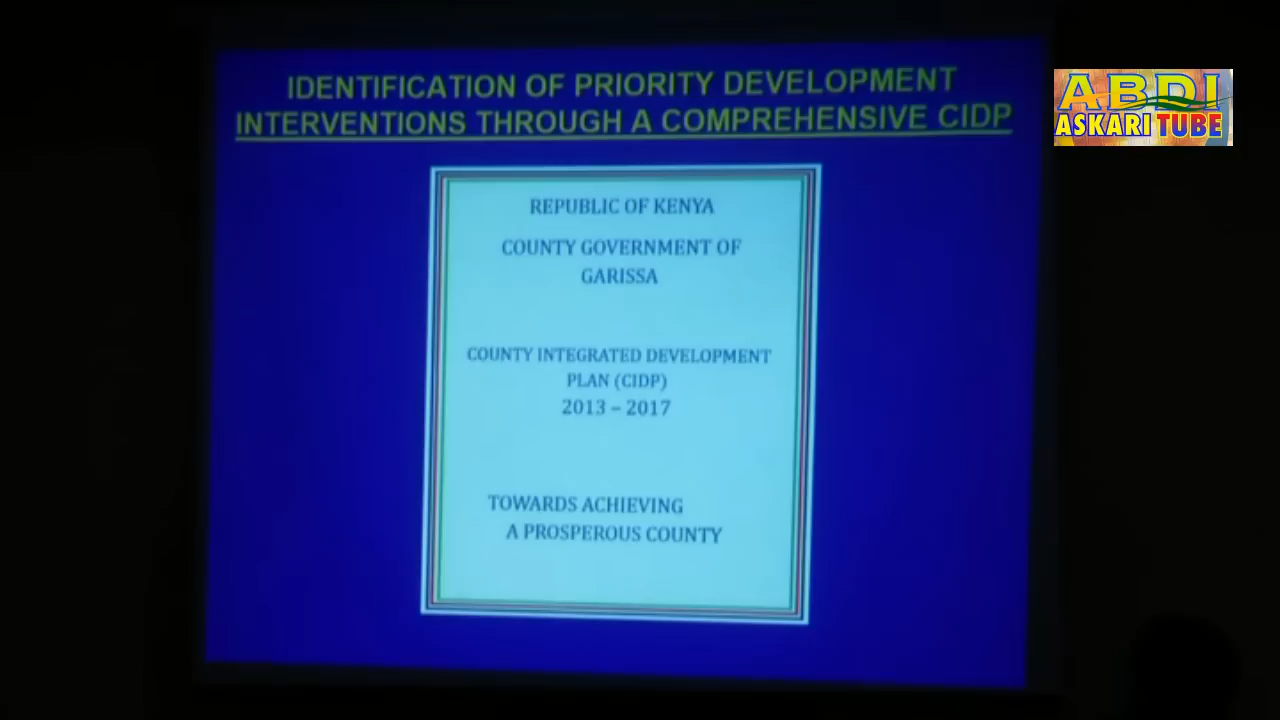 IDENTIFICATION OF PRIORITY DEVELOPMENT
INTERVENTIONS THROUGH A COMPREHENSIVE CIDP
ABDI
ASKARI TUBE
REPUBLIC OF KENYA
COUNTY GOVERNMENT OF
GARISSA
COUNTY INTEGRATED DEVELOPMENT
PLAN (CIDP)
2013 – 2017
TOWARDS ACHIEVING
A PROSPEROUS COUNTY